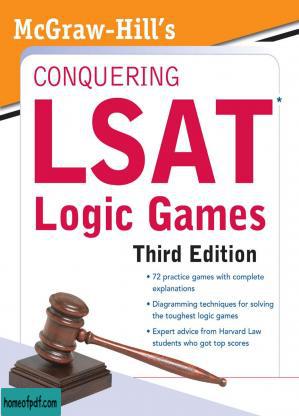 McGraw-Hill's
CONQUERING
LSAT*
Logic Games
Third Edition
• 72 practice games with complete
explanations
• Diagramming techniques for solving
the toughest logic games
• Expert advice from Harvard Law
students who got top scores
homeofpdf.com